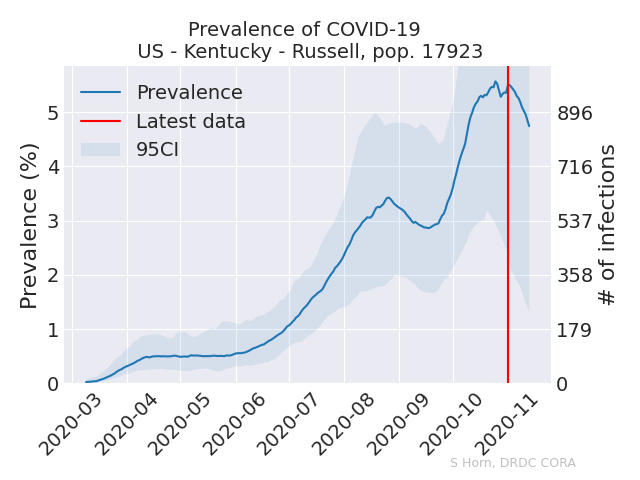 Prevalence of COVID-19
US - Kentucky - Russell, pop. 17923
Prevalence
Latest data
95CI
Prevalence (%)
5
4
3
2
1
0
896
716
537
358
179
0
# of infections
2020-03
2020-04
2020-05
2020-06
2020-07
2020-08
2020-09
2020-10
2020-11
S Horn, DRDC CORA